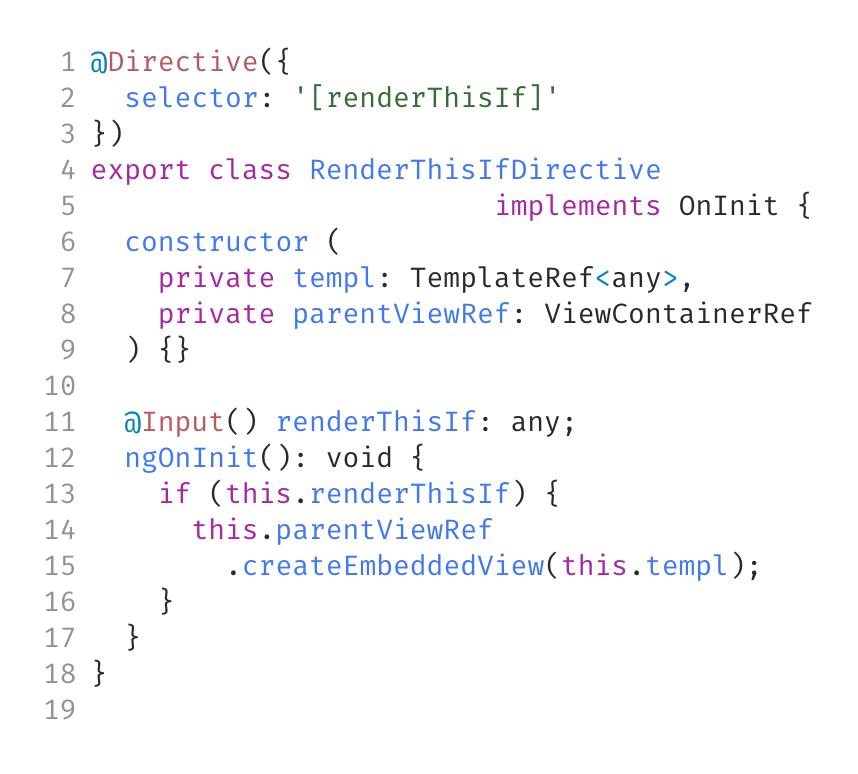 1 @Directive({
2   selector: '[renderThisIf]'
3 })
4 export class RenderThisIfDirective
5                         implements OnInit {
6   constructor (
7     private templ: TemplateRef<any>,
8     private parentViewRef: ViewContainerRef
9   ) {}
10
11   @Input() renderThisIf: any;
12   ngOnInit(): void {
13     if (this.renderThisIf) {
14       this.parentViewRef
15         .createEmbeddedView(this.templ);
16     }
17   }
18 }
19